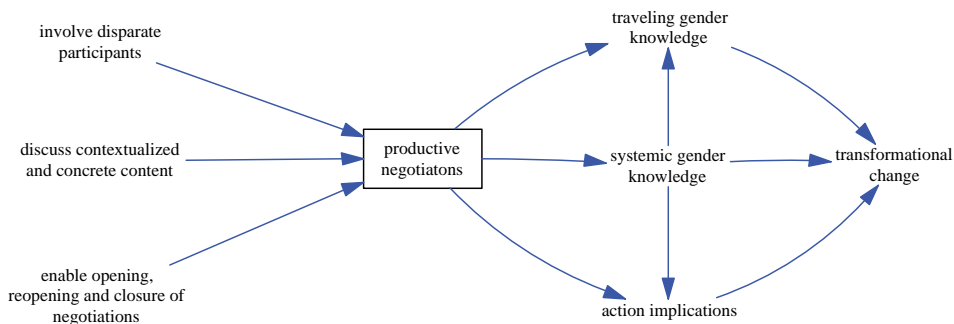 involve disparate
participants
discuss contextualized
and concrete content
enable opening,
reopening and closure of
negotiations
productive
negotiatons
traveling gender
knowledge
systemic gender
knowledge
action implications
transformational
change